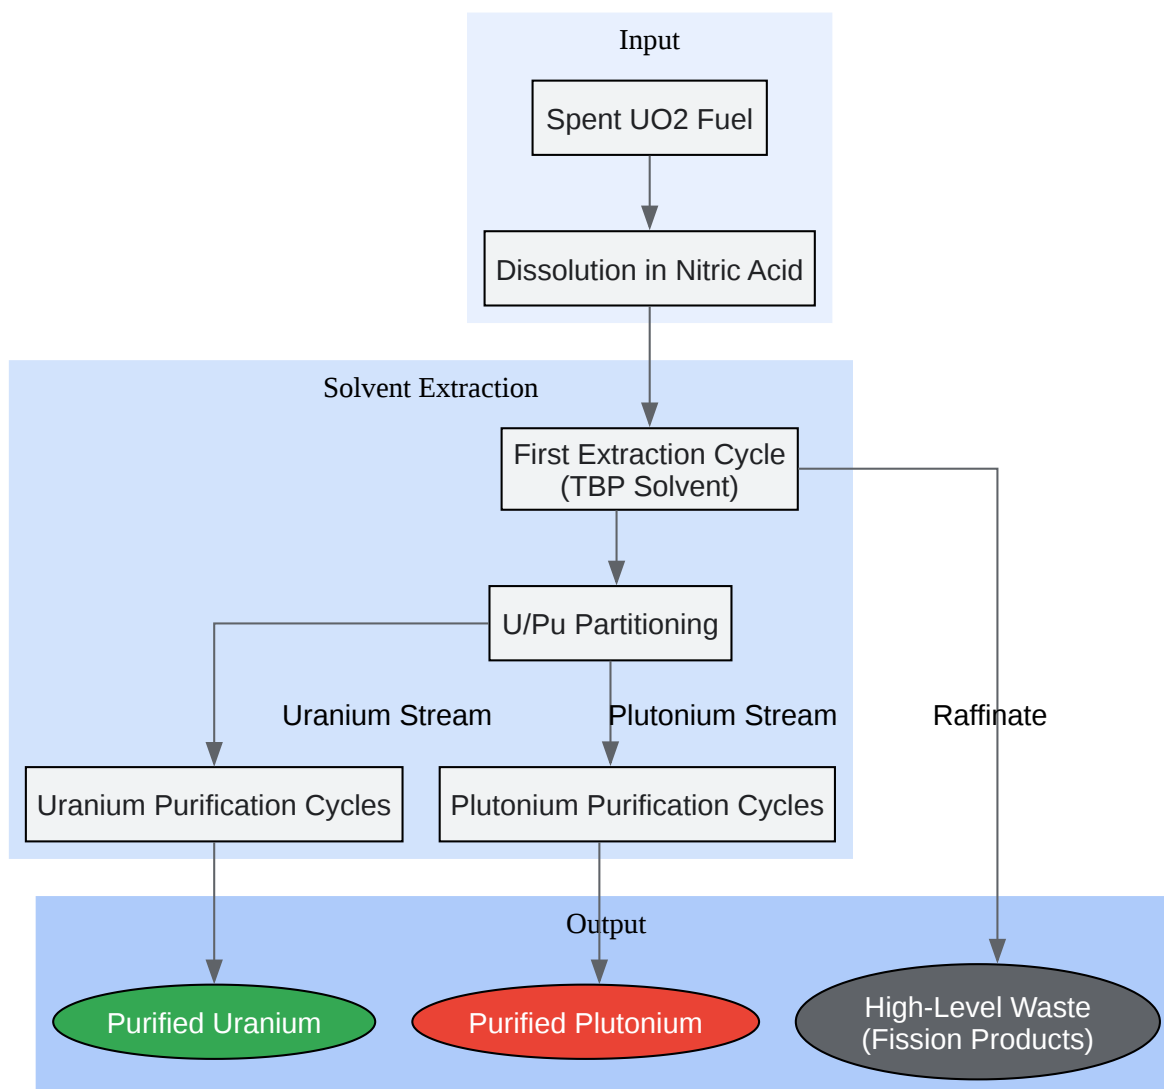 Input
Spent UO2 Fuel
Dissolution in Nitric Acid
Solvent Extraction
First Extraction Cycle
(TBP Solvent)
U/Pu Partitioning
Uranium Stream
Plutonium Stream
Raffinate
Uranium Purification Cycles
Plutonium Purification Cycles
Output
Purified Uranium
Purified Plutonium
High-Level Waste
(Fission Products)